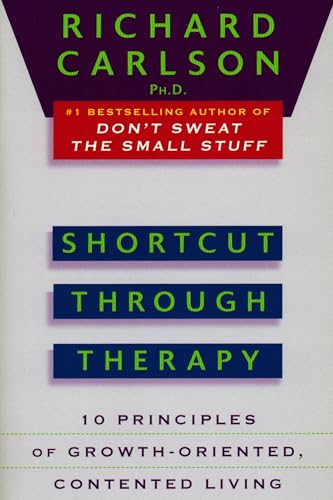 RICHARD
CARLSON
PH.D.
#1 BESTSELLING AUTHOR OF
DON'T SWEAT
THE SMALL STUFF
SHORTCUT
THROUGH
THERAPY
10 PRINCIPLES
OF GROWTH-ORIENTED,
CONTENTED LIVING